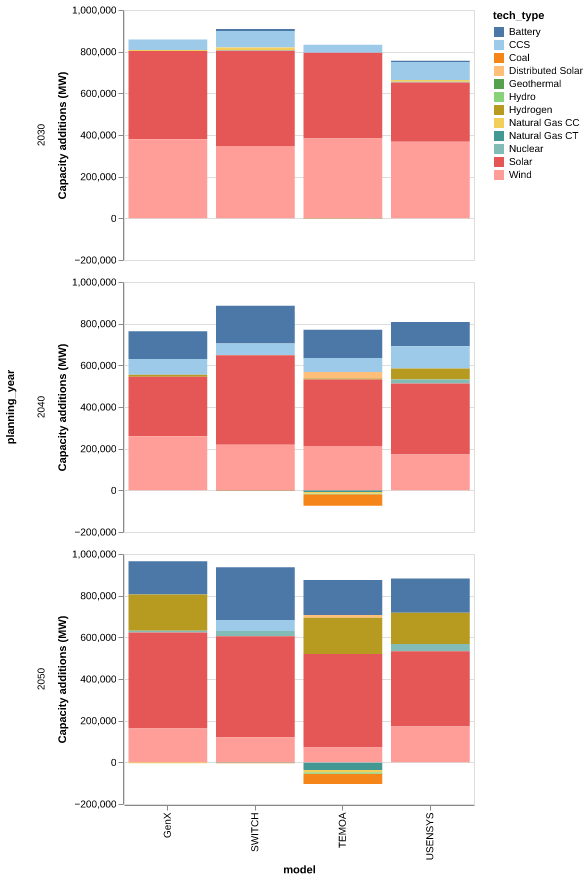 tech_type
Battery
CCS
Coal
Distributed Solar
Geothermal
Hydro
Hydrogen
Natural Gas CC
Natural Gas CT
Nuclear
Solar
Wind
planning_year
2030
Capacity additions (MW)
1,000,000
800,000
600,000
400,000
200,000
0
−200,000
2040
Capacity additions (MW)
1,000,000
800,000
600,000
400,000
200,000
0
−200,000
2050
Capacity additions (MW)
1,000,000
800,000
600,000
400,000
200,000
0
−200,000
GenX
SWITCH
TEMOA
USENSYS
model